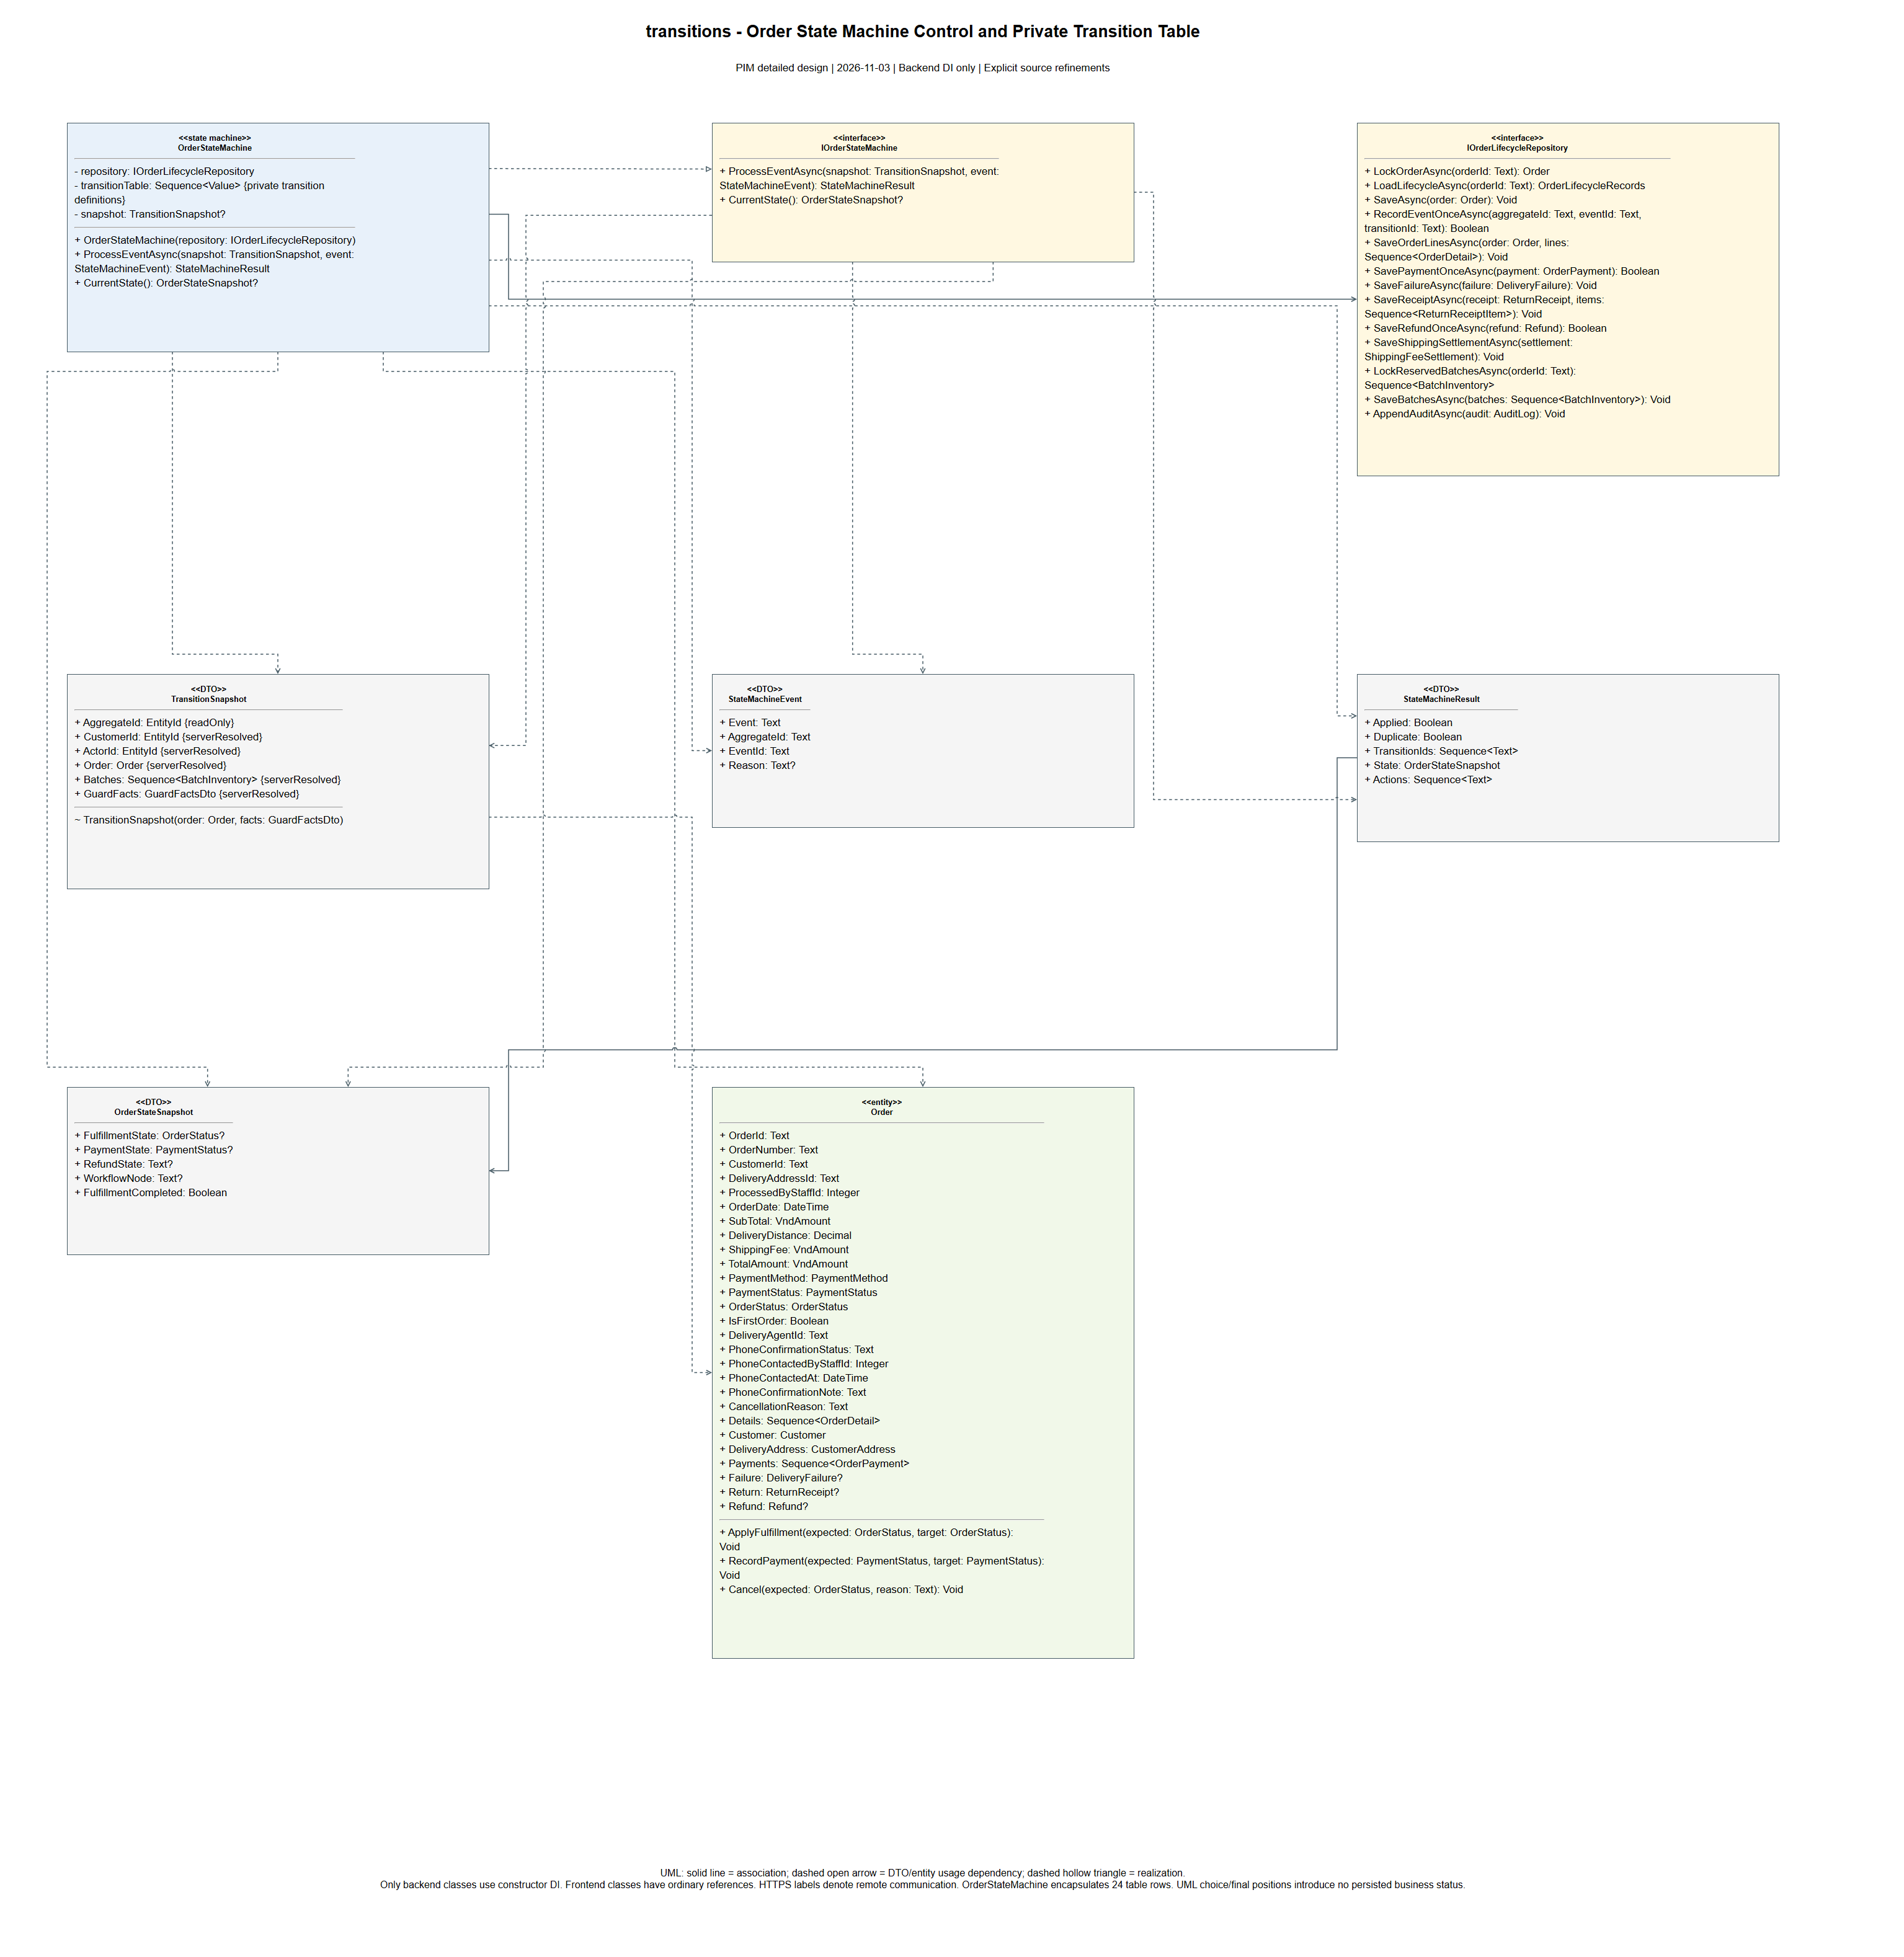 transitions - Order State Machine Control and Private Transition Table
PIM detailed design | 2026-11-03 | Backend DI only | Explicit source refinements
<<state machine>>
OrderStateMachine
- repository: IOrderLifecycleRepository
- transitionTable: Sequence<Value> {private transition
definitions}
- snapshot: TransitionSnapshot?
+ OrderStateMachine(repository: IOrderLifecycleRepository)
+ ProcessEventAsync(snapshot: TransitionSnapshot, event:
StateMachineEvent): StateMachineResult
+ CurrentState(): OrderStateSnapshot?
<<interface>>
IOrderStateMachine
+ ProcessEventAsync(snapshot: TransitionSnapshot, event:
StateMachineEvent): StateMachineResult
+ CurrentState(): OrderStateSnapshot?
<<interface>>
IOrderLifecycleRepository
+ LockOrderAsync(orderId: Text): Order
+ LoadLifecycleAsync(orderId: Text): OrderLifecycleRecords
+ SaveAsync(order: Order): Void
+ RecordEventOnceAsync(aggregateId: Text, eventId: Text,
transitionId: Text): Boolean
+ SaveOrderLinesAsync(order: Order, lines:
Sequence<OrderDetail>): Void
+ SavePaymentOnceAsync(payment: OrderPayment): Boolean
+ SaveFailureAsync(failure: DeliveryFailure): Void
+ SaveReceiptAsync(receipt: ReturnReceipt, items:
Sequence<ReturnReceiptItem>): Void
+ SaveRefundOnceAsync(refund: Refund): Boolean
+ SaveShippingSettlementAsync(settlement:
ShippingFeeSettlement): Void
+ LockReservedBatchesAsync(orderId: Text):
Sequence<BatchInventory>
+ SaveBatchesAsync(batches: Sequence<BatchInventory>): Void
+ AppendAuditAsync(audit: AuditLog): Void
<<DTO>>
TransitionSnapshot
+ AggregateId: EntityId {readOnly}
+ CustomerId: EntityId {serverResolved}
+ ActorId: EntityId {serverResolved}
+ Order: Order {serverResolved}
+ Batches: Sequence<BatchInventory> {serverResolved}
+ GuardFacts: GuardFactsDto {serverResolved}
~ TransitionSnapshot(order: Order, facts: GuardFactsDto)
<<DTO>>
StateMachineEvent
+ Event: Text
+ AggregateId: Text
+ EventId: Text
+ Reason: Text?
<<DTO>>
StateMachineResult
+ Applied: Boolean
+ Duplicate: Boolean
+ TransitionIds: Sequence<Text>
+ State: OrderStateSnapshot
+ Actions: Sequence<Text>
<<DTO>>
OrderStateSnapshot
+ FulfillmentState: OrderStatus?
+ PaymentState: PaymentStatus?
+ RefundState: Text?
+ WorkflowNode: Text?
+ FulfillmentCompleted: Boolean
<<entity>>
Order
+ OrderId: Text
+ OrderNumber: Text
+ CustomerId: Text
+ DeliveryAddressId: Text
+ ProcessedByStaffId: Integer
+ OrderDate: DateTime
+ SubTotal: VndAmount
+ DeliveryDistance: Decimal
+ ShippingFee: VndAmount
+ TotalAmount: VndAmount
+ PaymentMethod: PaymentMethod
+ PaymentStatus: PaymentStatus
+ OrderStatus: OrderStatus
+ IsFirstOrder: Boolean
+ DeliveryAgentId: Text
+ PhoneConfirmationStatus: Text
+ PhoneContactedByStaffId: Integer
+ PhoneContactedAt: DateTime
+ PhoneConfirmationNote: Text
+ CancellationReason: Text
+ Details: Sequence<OrderDetail>
+ Customer: Customer
+ DeliveryAddress: CustomerAddress
+ Payments: Sequence<OrderPayment>
+ Failure: DeliveryFailure?
+ Return: ReturnReceipt?
+ Refund: Refund?
+ ApplyFulfillment(expected: OrderStatus, target: OrderStatus):
Void
+ RecordPayment(expected: PaymentStatus, target: PaymentStatus):
Void
+ Cancel(expected: OrderStatus, reason: Text): Void
UML: solid line = association; dashed open arrow = DTO/entity usage dependency; dashed hollow triangle = realization.
Only backend classes use constructor DI. Frontend classes have ordinary references. HTTPS labels denote remote communication. OrderStateMachine encapsulates 24 table rows. UML choice/final positions introduce no persisted business status.